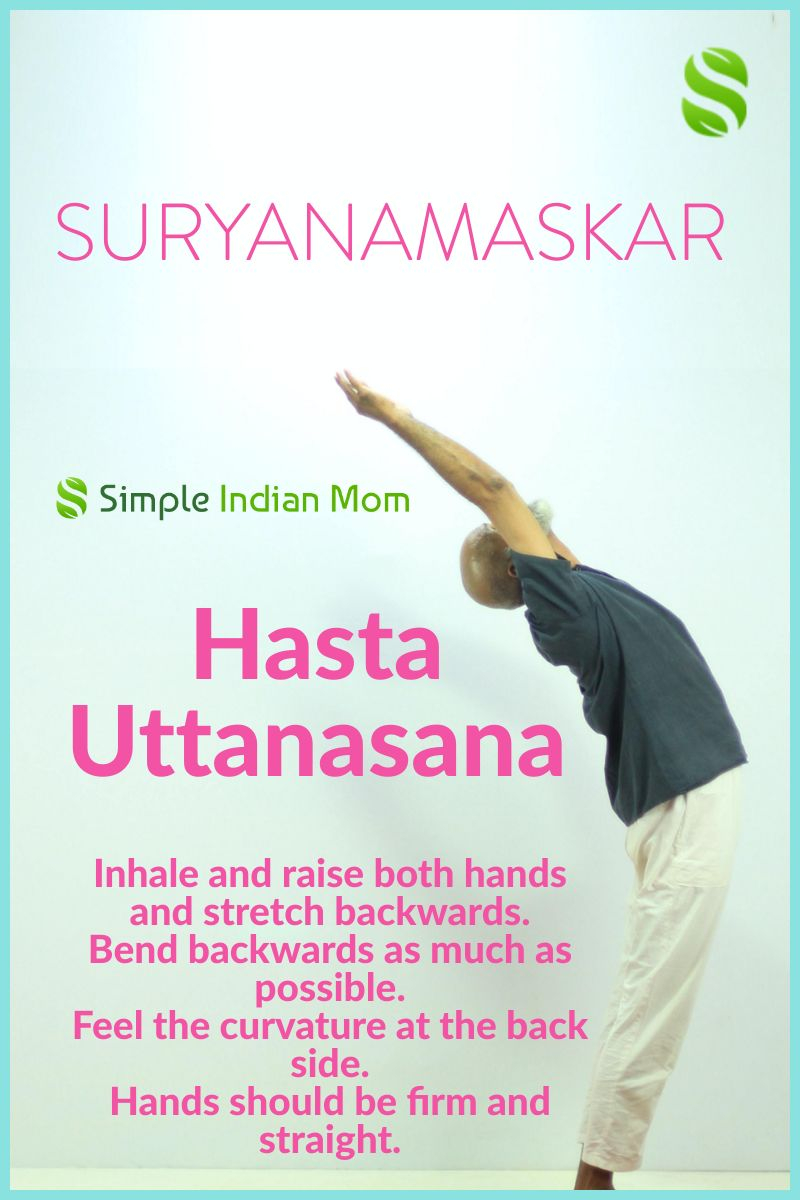 SURYANAMASKAR
Simple Indian Mom
Hasta
Uttanasana
Inhale and raise both hands
and stretch backwards.
Bend backwards as much as
possible.
Feel the curvature at the back
side.
Hands should be firm and
straight.